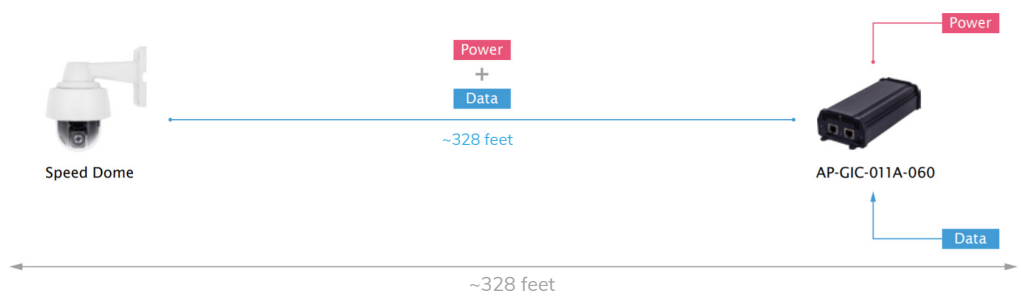 Power
Power
+
Data
~328 feet
Speed Dome
AP-GIC-011A-060
Data
~328 feet